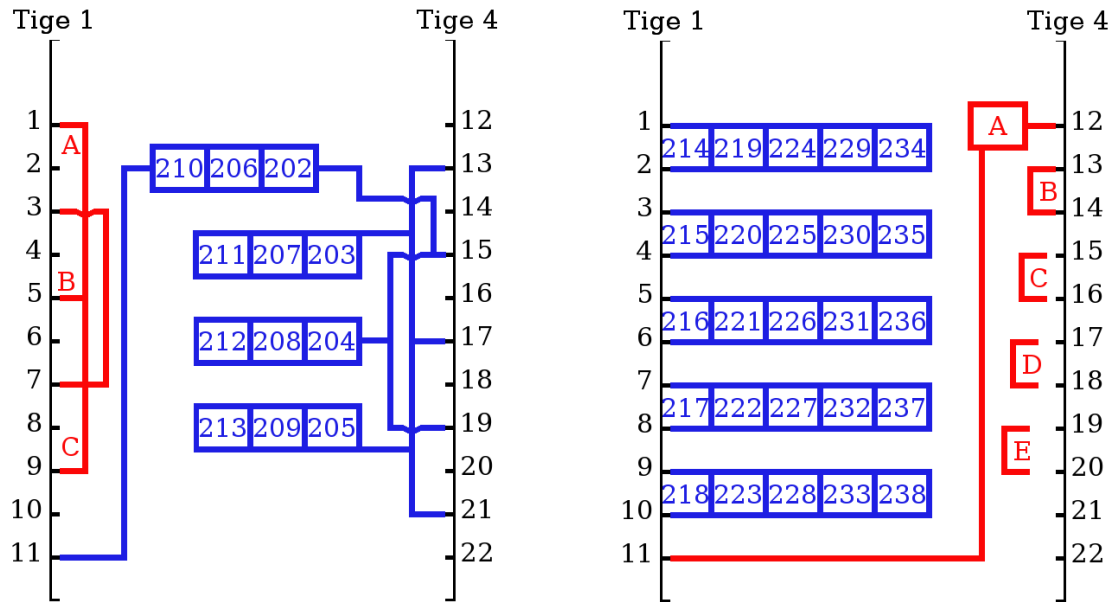 Tige 1 Tige 4 Tige 1 Tige 4
1 12 1 A 12
A 214 219 224 229 234
2 210 206 202 13 2 13
B
3 14 3 14
4 211 207 203 15 4 215 220 225 230 235 15
B C
5 16 5 16
216 221 226 231 236
6 212 208 204 17 6 17
D
7 18 7 18
217 222 227 232 237
8 213 209 205 19 8 19
C E
9 20 9 20
218 223 228 233 238
10 21 10 21
11 22 11 22